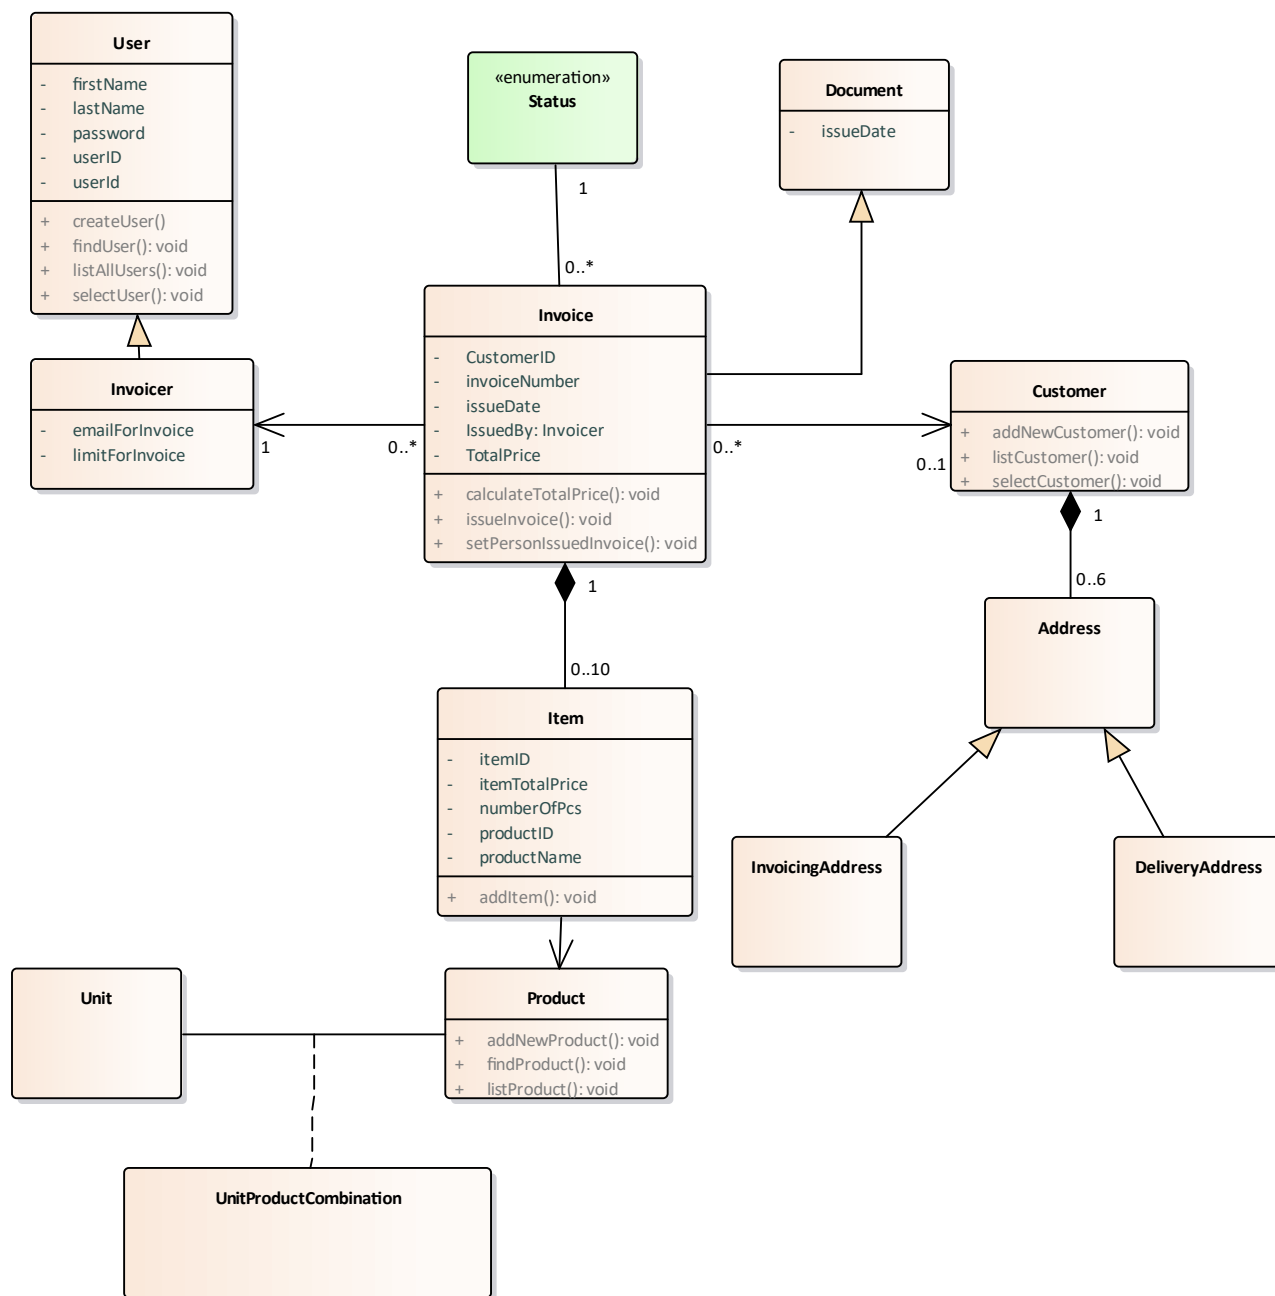 User
- firstName
- lastName
- password
- userID
- userId
+ createUser()
+ findUser(): void
+ listAllUsers(): void
+ selectUser(): void
«enumeration»
Status
1
0..*
Document
- issueDate
Invoicer
- emailForInvoice
- limitForInvoice
1
0..*
Invoice
- CustomerID
- invoiceNumber
- issueDate
- IssuedBy: Invoicer
- TotalPrice
+ calculateTotalPrice(): void
+ issueInvoice(): void
+ setPersonIssuedInvoice(): void
0..*
0..1
Customer
+ addNewCustomer(): void
+ listCustomer(): void
+ selectCustomer(): void
1
0..6
Address
1
0..10
Item
- itemID
- itemTotalPrice
- numberOfPcs
- productID
- productName
+ addItem(): void
InvoicingAddress
DeliveryAddress
Unit
Product
+ addNewProduct(): void
+ findProduct(): void
+ listProduct(): void
UnitProductCombination